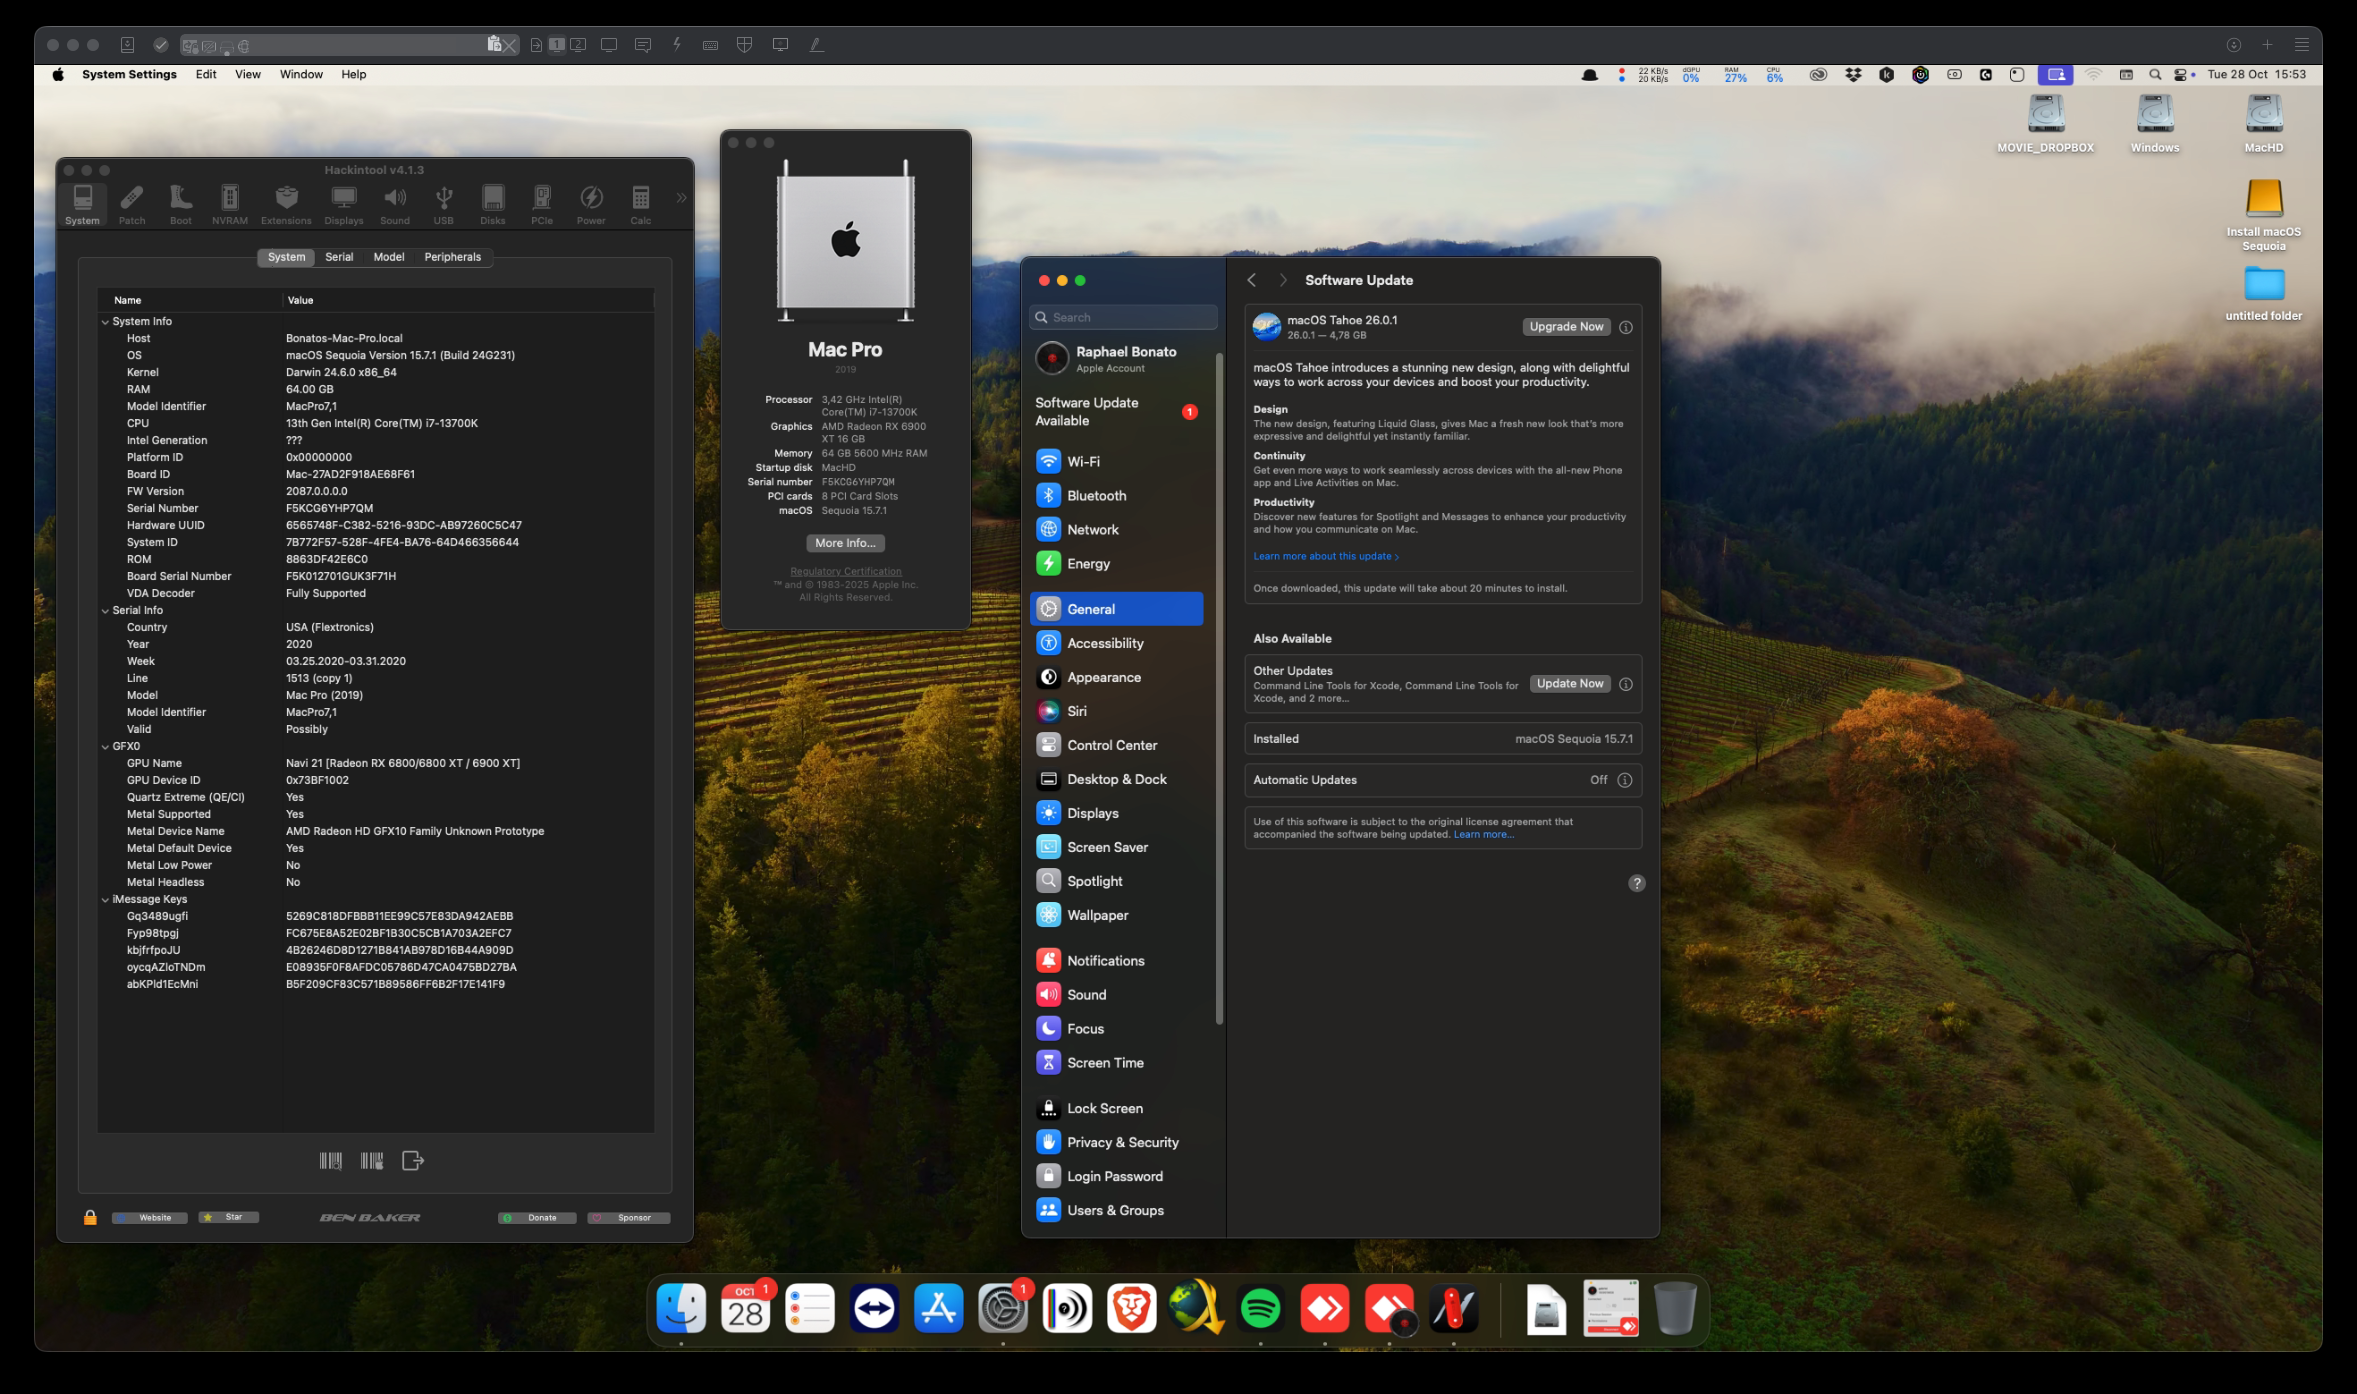 System Settings Edit View Window Help
22 KB/s
20 KB/s
dGPU
0%
RAM
27%
CPU
6%
Tue 28 Oct 15:53
MOVIE_DROPBOX
Windows
MacHD
Install macOS
Sequoia
untitled folder
Hackintool v4.1.3
System Patch Boot NVRAM Extensions Displays Sound USB Disks PCIe Power Calc
System Serial Model Peripherals
Name Value
System Info
Host Bonatos-Mac-Pro.local
OS macOS Sequoia Version 15.7.1 (Build 24G231)
Kernel Darwin 24.6.0 x86_64
RAM 64.00 GB
Model Identifier MacPro7,1
CPU 13th Gen Intel(R) Core(TM) i7-13700K
Intel Generation ???
Platform ID 0x00000000
Board ID Mac-27AD2F918AE68F61
FW Version 2087.0.0.0.0
Serial Number F5KCG6YHP7QM
Hardware UUID 6565748F-C382-5216-93DC-AB97260C5C47
System ID 7B772F57-528F-4FE4-BA76-64D466356644
ROM 8863DF42E6C0
Board Serial Number F5K012701GUK3F71H
VDA Decoder Fully Supported
Serial Info
Country USA (Flextronics)
Year 2020
Week 03.25.2020-03.31.2020
Line 1513 (copy 1)
Model Mac Pro (2019)
Model Identifier MacPro7,1
Valid Possibly
GFX0
GPU Name Navi 21 [Radeon RX 6800/6800 XT / 6900 XT]
GPU Device ID 0x73BF1002
Quartz Extreme (QE/CI) Yes
Metal Supported Yes
Metal Device Name AMD Radeon HD GFX10 Family Unknown Prototype
Metal Default Device Yes
Metal Low Power No
Metal Headless No
iMessage Keys
Gq3489ugfi 5269C818DFBBB11EE99C57E83DA942AEBB
Fyp98tpgj FC675E8A52E02BF1B30C5CB1A703A2EFC7
kbjfrfpoJU 4B26246D8D1271B841AB978D16B44A909D
oycqAZloTNDm E08935F0F8AFDC05786D47CA0475BD27BA
abKPld1EcMni B5F209CF83C571B89586FF6B2F17E141F9
Website Star BEN BAKER Donate Sponsor
Mac Pro
2019
Processor 3,42 GHz Intel(R)
Core(TM) i7-13700K
Graphics AMD Radeon RX 6900
XT 16 GB
Memory 64 GB 5600 MHz RAM
Startup disk MacHD
Serial number F5KCG6YHP7QM
PCI cards 8 PCI Card Slots
macOS Sequoia 15.7.1
More Info...
Regulatory Certification
™ and © 1983-2025 Apple Inc.
All Rights Reserved.
Search
Raphael Bonato
Apple Account
Software Update
Available
1
Wi-Fi
Bluetooth
Network
Energy
General
Accessibility
Appearance
Siri
Control Center
Desktop & Dock
Displays
Screen Saver
Spotlight
Wallpaper
Notifications
Sound
Focus
Screen Time
Lock Screen
Privacy & Security
Login Password
Users & Groups
Software Update
macOS Tahoe 26.0.1
26.0.1 — 4,78 GB
Upgrade Now
macOS Tahoe introduces a stunning new design, along with delightful
ways to work across your devices and boost your productivity.
Design
The new design, featuring Liquid Glass, gives Mac a fresh new look that's more
expressive and delightful yet instantly familiar.
Continuity
Get even more ways to work seamlessly across devices with the all-new Phone
app and Live Activities on Mac.
Productivity
Discover new features for Spotlight and Messages to enhance your productivity
and how you communicate on Mac.
Learn more about this update >
Once downloaded, this update will take about 20 minutes to install.
Also Available
Other Updates
Command Line Tools for Xcode, Command Line Tools for
Xcode, and 2 more...
Update Now
Installed macOS Sequoia 15.7.1
Automatic Updates Off
Use of this software is subject to the original license agreement that
accompanied the software being updated. Learn more...
?
OCT
28
1
1